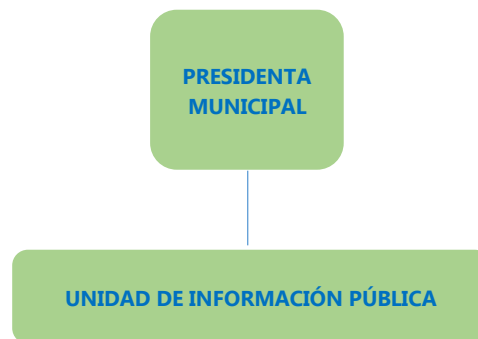 PRESIDENTA
MUNICIPAL
UNIDAD DE INFORMACIÓN PÚBLICA